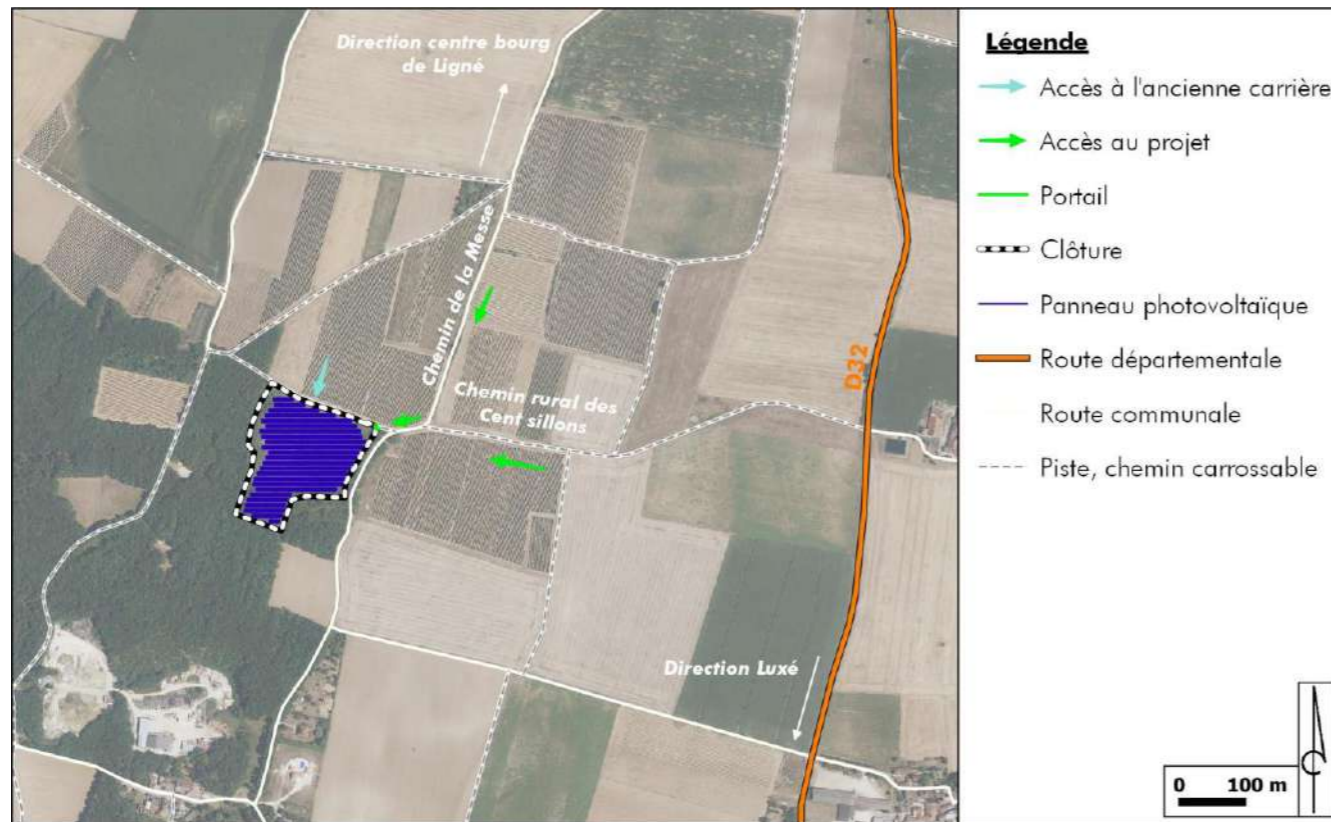 Direction centre bourg
de Ligné
Chemin de la Messe
Chemin rural des
Cent sillons
D32
Direction Luxé
Légende
Accès à l'ancienne carrière
Accès au projet
Portail
Clôture
Panneau photovoltaïque
Route départementale
Route communale
Piste, chemin carrossable
0 100 m